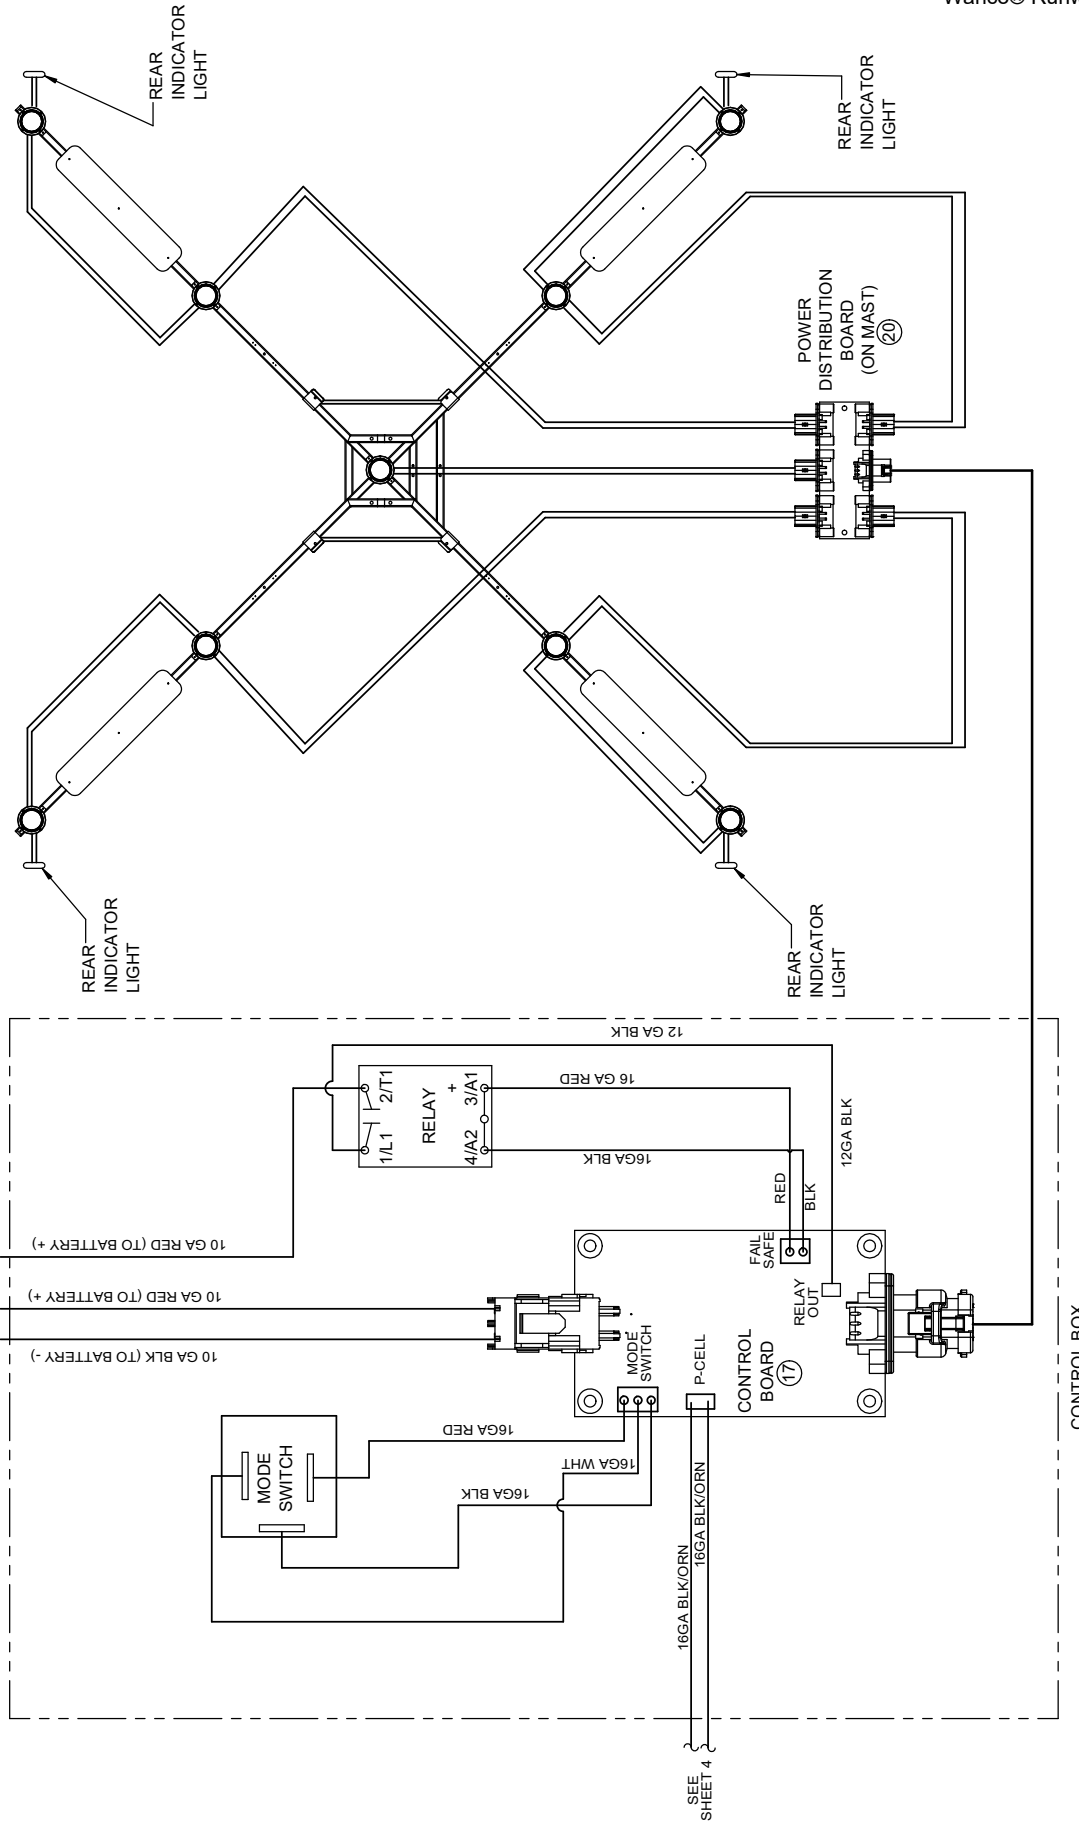 REAR
INDICATOR
LIGHT
REAR
INDICATOR
LIGHT
REAR
INDICATOR
LIGHT
REAR
INDICATOR
LIGHT
POWER
DISTRIBUTION
BOARD
(ON MAST)
20
12 GA BLK
16 GA RED
16GA BLK
2/T1
1/L1
RELAY
+
3/A1
4/A2
10 GA RED (TO BATTERY +)
10 GA RED (TO BATTERY +)
10 GA BLK (TO BATTERY -)
RED
BLK
12GA BLK
FAIL
SAFE
RELAY
OUT
MODE
SWITCH
P-CELL
CONTROL
BOARD
17
MODE
SWITCH
16GA RED
16GA WHT
16GA BLK
16GA BLK/ORN
16GA BLK/ORN
SEE
SHEET 4
CONTROL BOX